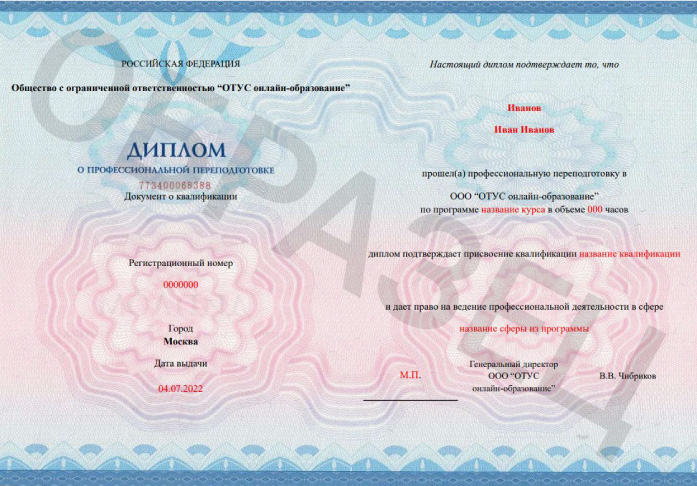 РОССИЙСКАЯ ФЕДЕРАЦИЯ
Общество с ограниченной ответственностью “ОТУС онлайн-образование”
ДИПЛОМ
О ПРОФЕССИОНАЛЬНОЙ ПЕРЕПОДГОТОВКЕ
773400068388
Документ о квалификации
Регистрационный номер
0000000
Город
Москва
Дата выдачи
04.07.2022
Настоящий диплом подтверждает то, что
Иванов
Иван Иванов
прошел(а) профессиональную переподготовку в
ООО “ОТУС онлайн-образование”
по программе название курса в объеме 000 часов
диплом подтверждает присвоение квалификации название квалификации
и дает право на ведение профессиональной деятельности в сфере
название сферы из программы
М.П.
Генеральный директор
ООО “ОТУС
онлайн-образование”
В.В. Чибриков
ОБРАЗЕЦ